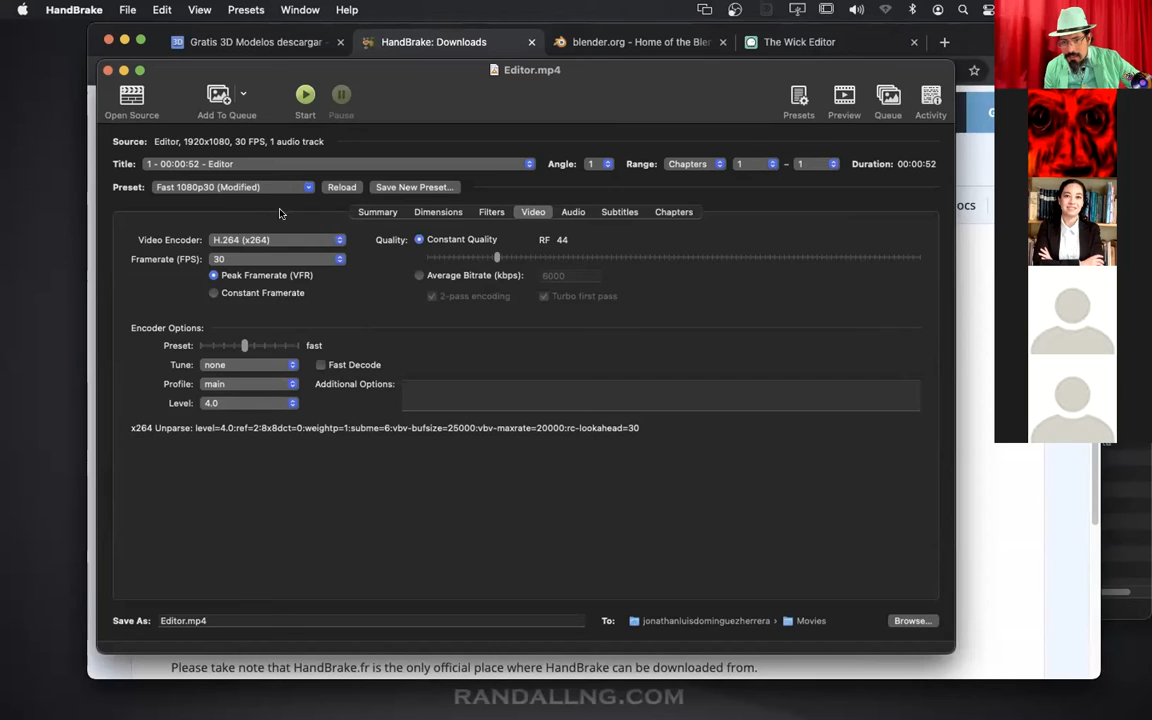 HandBrake File Edit View Presets Window Help
Gratis 3D Modelos descargar
HandBrake: Downloads
blender.org - Home of the Blen
The Wick Editor
Editor.mp4
Open Source
Add To Queue
Start
Pause
Presets
Preview
Queue
Activity
Source: Editor, 1920x1080, 30 FPS, 1 audio track
Title: 1 - 00:00:52 - Editor
Angle: 1
Range: Chapters 1 – 1
Duration: 00:00:52
Preset: Fast 1080p30 (Modified)
Reload
Save New Preset...
ocs
Summary Dimensions Filters Video Audio Subtitles Chapters
Video Encoder: H.264 (x264)
Quality: Constant Quality RF 44
Framerate (FPS): 30
Peak Framerate (VFR)
Average Bitrate (kbps): 6000
Constant Framerate
2-pass encoding Turbo first pass
Encoder Options:
Preset: fast
Tune: none
Fast Decode
Profile: main
Additional Options:
Level: 4.0
x264 Unparse: level=4.0:ref=2:8x8dct=0:weightp=1:subme=6:vbv-bufsize=25000:vbv-maxrate=20000:rc-lookahead=30
Save As: Editor.mp4
To: jonathanluisdominguezherrera › Movies
Browse...
Please take note that HandBrake.fr is the only official place where HandBrake can be downloaded from.
RANDALLNG.COM